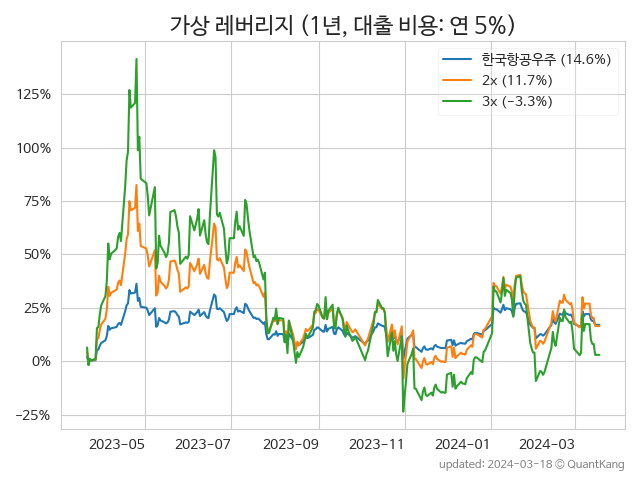 가상 레버리지 (1년, 대출 비용: 연 5%)
한국항공우주 (14.6%)
2x (11.7%)
3x (−3.3%)
125%
100%
75%
50%
25%
0%
−25%
2023−05
2023−07
2023−09
2023−11
2024−01
2024−03
updated: 2024−03−18 © QuantKang